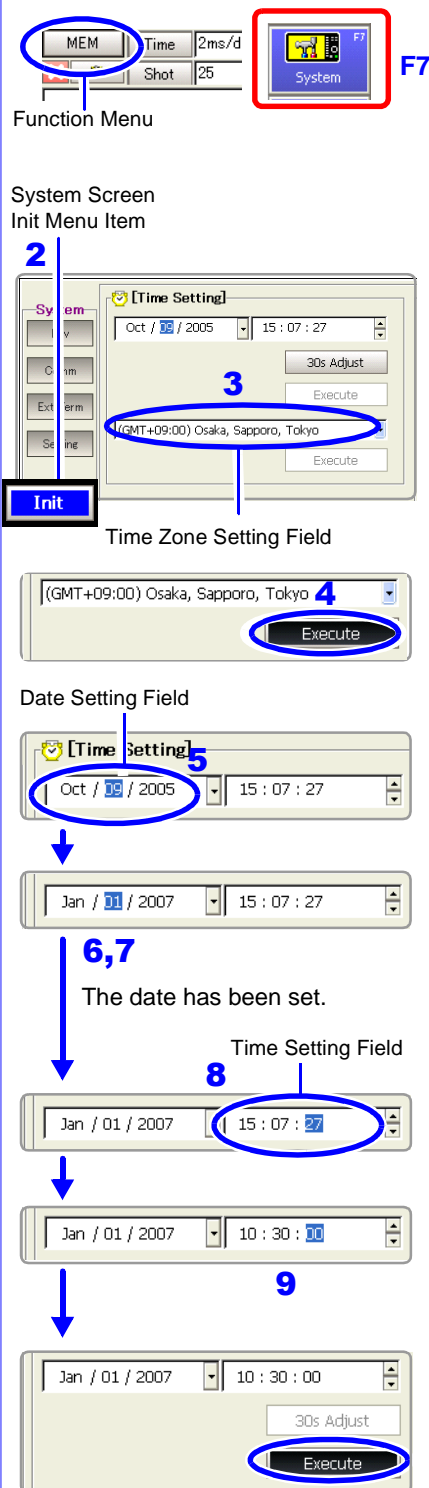 MEM Time 2ms/d
Shot 25
F7
System
F7
Function Menu
System Screen
Init Menu Item
2
System
[Time Setting]
Oct / 09 / 2005 15 : 07 : 27
30s Adjust
Comm
3
Execute
(GMT+09:00) Osaka, Sapporo, Tokyo
Execute
Init
Time Zone Setting Field
(GMT+09:00) Osaka, Sapporo, Tokyo 4
Execute
Date Setting Field
[Time Setting]
5
Oct / 09 / 2005 15 : 07 : 27
Jan / 01 / 2007 15 : 07 : 27
6,7
The date has been set.
Time Setting Field
8
Jan / 01 / 2007 15 : 07 : 27
Jan / 01 / 2007 10 : 30 : 00
9
Jan / 01 / 2007 10 : 30 : 00
30s Adjust
Execute